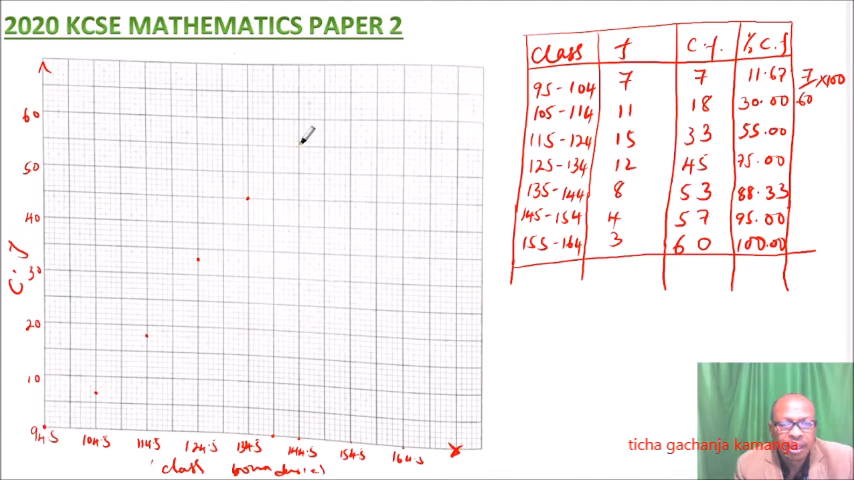 2020 KCSE MATHEMATICS PAPER 2
class f C.f. % C.f
95-104 7 7 11.67 7/60 ×100
105-114 11 18 30.00
115-124 15 33 55.00
125-134 12 45 75.00
135-144 8 53 88.33
145-154 4 57 95.00
155-164 3 60 100.00
60
50
40
30
20
10
C.f
94.5 104.5 114.5 124.5 134.5 144.5 154.5 164.5
class boundaries
ticha gachanja kamanga